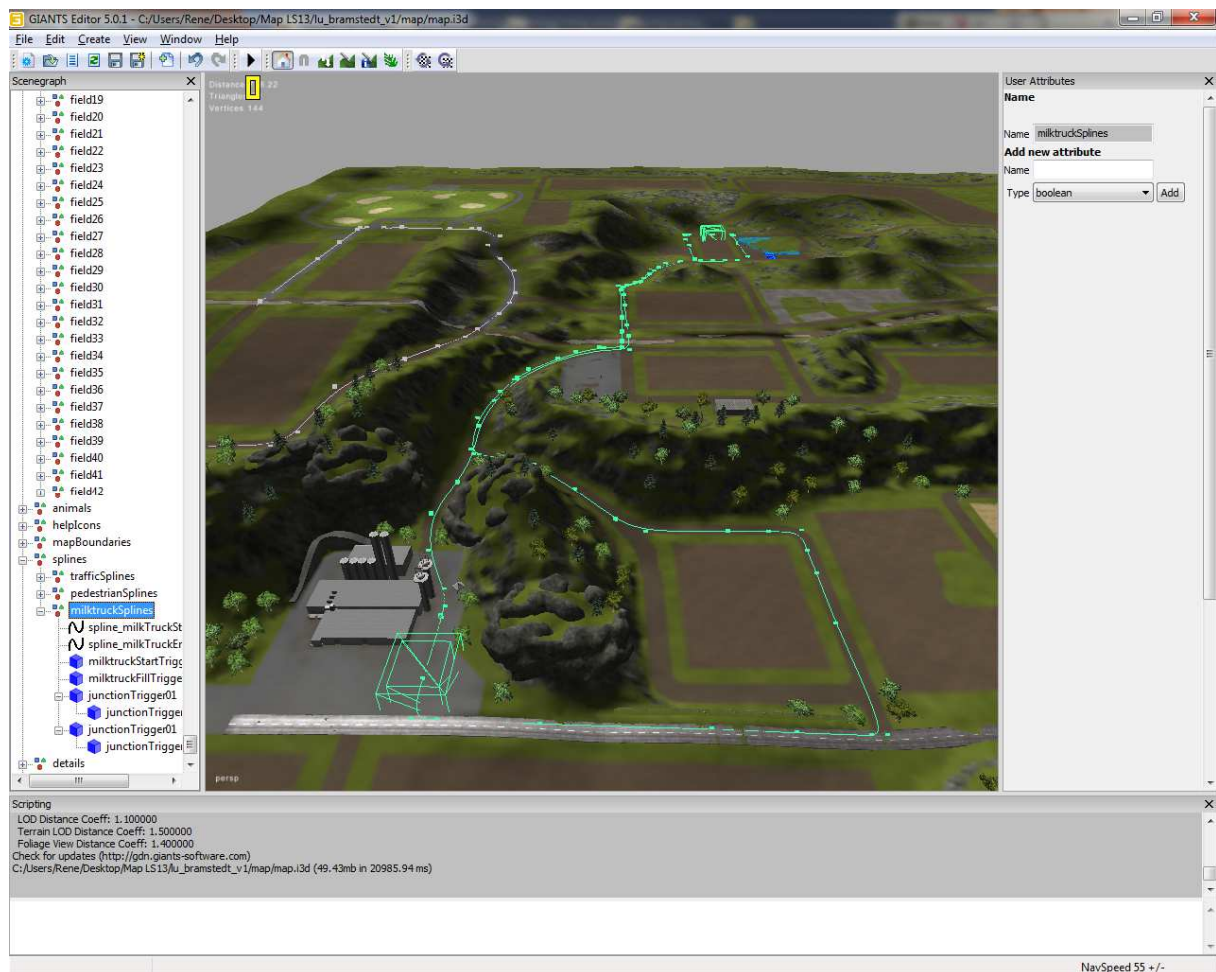 GIANTS Editor 5.0.1 - C:/Users/Rene/Desktop/Map LS13/lu_bramstedt_v1/map/map.i3d
File Edit Create View Window Help
Scenegraph
field19
field20
field21
field22
field23
field24
field25
field26
field27
field28
field29
field30
field31
field32
field33
field34
field35
field36
field37
field38
field39
field40
field41
field42
animals
helpIcons
mapBoundaries
splines
trafficSplines
pedestrianSplines
milktruckSplines
spline_milkTruckSt
spline_milkTruckEr
milktruckStartTrigg
milktruckFillTrigge
junctionTrigger01
junctionTrigger
junctionTrigger01
junctionTrigger
details
Distance 22
Triangle
Vertices 144
persp
User Attributes
Name
Name milktruckSplines
Add new attribute
Name
Type boolean Add
Scripting
LOD Distance Coeff: 1.100000
Terrain LOD Distance Coeff: 1.500000
Foliage View Distance Coeff: 1.400000
Check for updates (http://gdn.giants-software.com)
C:/Users/Rene/Desktop/Map LS13/lu_bramstedt_v1/map/map.i3d (49.43mb in 20985.94 ms)
NavSpeed 55 +/-